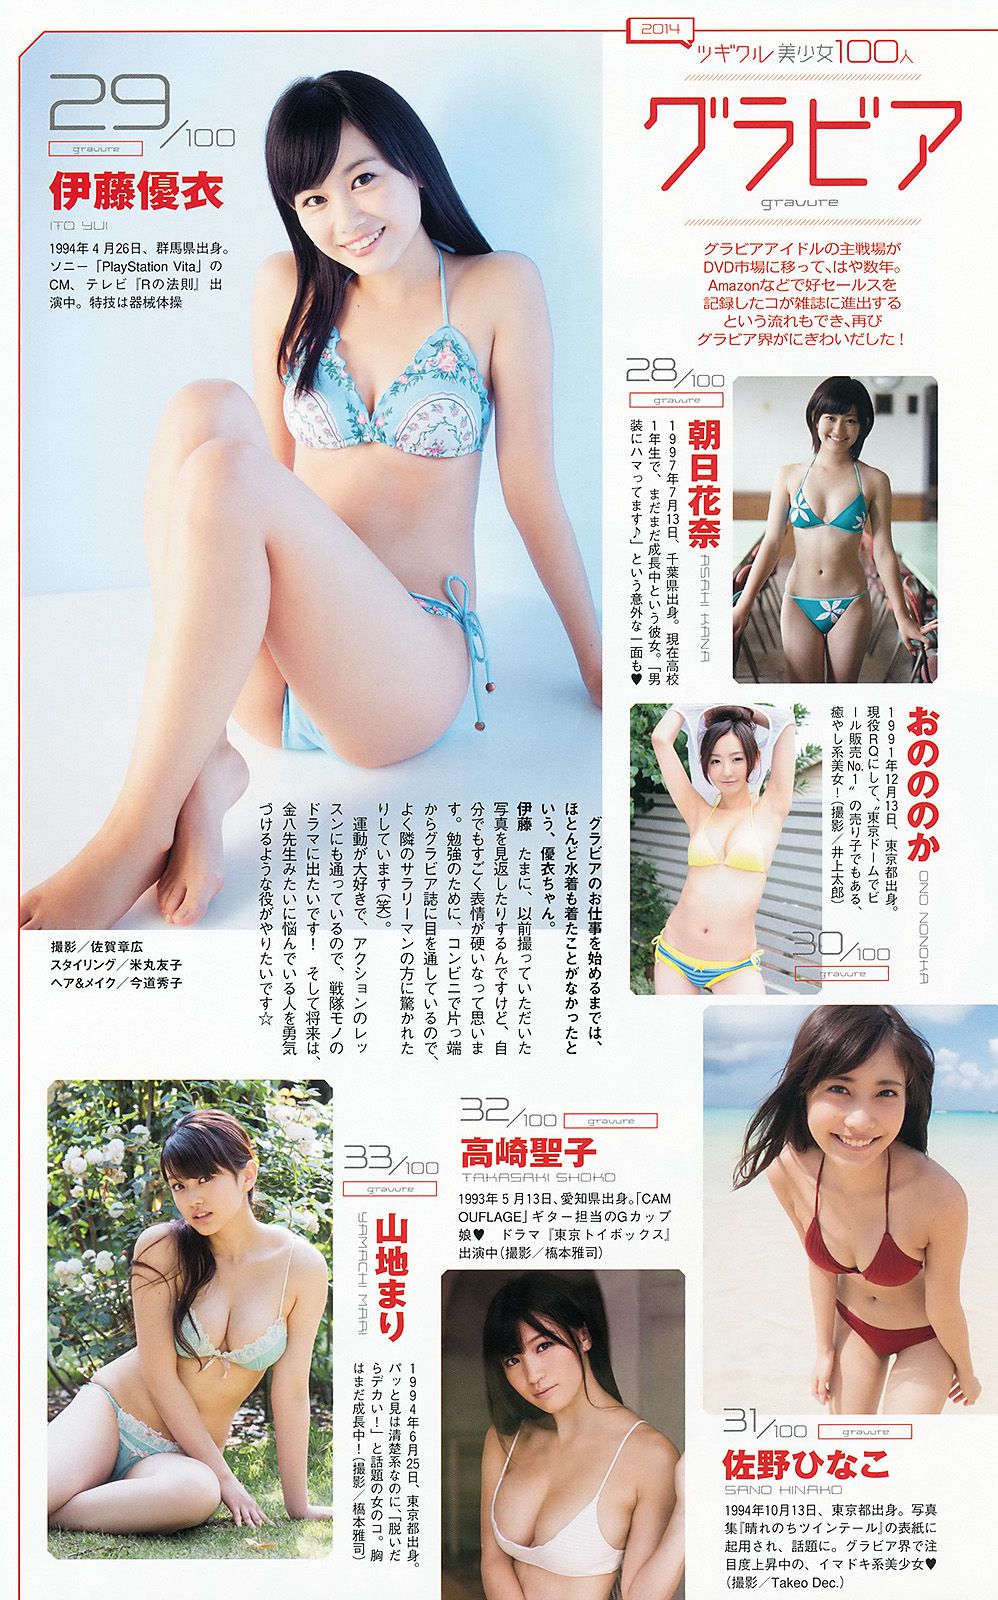 2014
ツギクル美少女100人
グラビア
gravure
グラビアアイドルの主戦場が
DVD市場に移って、はや数年。
Amazonなどで好セールスを
記録したコが雑誌に進出する
という流れもでき、再び
グラビア界がにぎわいだした!
29/100
gravure
伊藤優衣
ITO YUI
1994年4月26日、群馬県出身。
ソニー「PlayStation Vita」の
CM、テレビ『Rの法則』出
演中。特技は器械体操
グラビアのお仕事を始めるまでは、
ほとんど水着も着たことがなかったと
いう、優衣ちゃん。
伊藤 たまに、以前撮っていただいた
写真を見返したりするんですけど、自
分でもすごく表情が硬いなって思いま
す。勉強のために、コンビニで片っ端
からグラビア誌に目を通しているので、
よく隣のサラリーマンの方に驚かれた
りしています(笑)。
運動が大好きで、アクションのレッ
スンにも通っているので、戦隊モノの
ドラマに出たいです! そして将来は、
金八先生みたいに悩んでいる人を勇気
づけるような役がやりたいです☆
撮影/佐賀章広
スタイリング/米丸友子
ヘア&メイク/今道秀子
28/100
gravure
朝日花奈
ASAHI KANA
1997年7月13日、千葉県出身。現在高校
1年生で、まだまだ成長中という彼女。「男
装にハマってます♪」という意外な一面も♥
おのののか
ONO NONOKA
1991年12月13日、東京都出身。
現役RQにして、“東京ドームでビ
ール販売No.1”の売り子でもある、
癒やし系美女!(撮影/井上太郎)
30/100
gravure
31/100
gravure
佐野ひなこ
SANO HINAKO
1994年10月13日、東京都出身。写真
集『晴れのちツインテール』の表紙に
起用され、話題に。グラビア界で注
目度上昇中の、イマドキ系美少女♥
(撮影/Takeo Dec.)
32/100
gravure
高崎聖子
TAKASAKI SHOKO
1993年5月13日、愛知県出身。「CAM
OUFLAGE」ギター担当のGカップ
娘♥ ドラマ『東京トイボックス』
出演中(撮影/橋本雅司)
33/100
gravure
山地まり
YAMACHI MARI
1994年6月25日、東京都出身。
パッと見は清楚系なのに、「脱いだ
らデカい!」と話題の女のコ。胸
はまだ成長中!(撮影/橋本雅司)